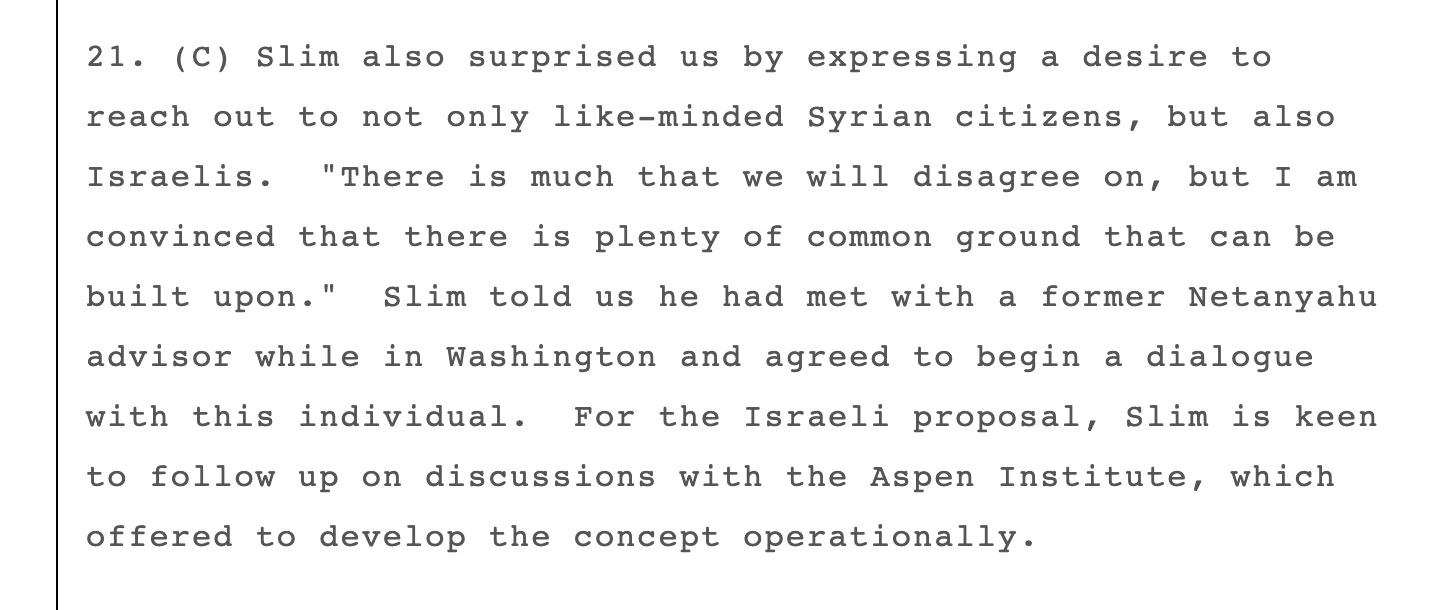 21. (C) Slim also surprised us by expressing a desire to
reach out to not only like-minded Syrian citizens, but also
Israelis.  "There is much that we will disagree on, but I am
convinced that there is plenty of common ground that can be
built upon."  Slim told us he had met with a former Netanyahu
advisor while in Washington and agreed to begin a dialogue
with this individual.  For the Israeli proposal, Slim is keen
to follow up on discussions with the Aspen Institute, which
offered to develop the concept operationally.